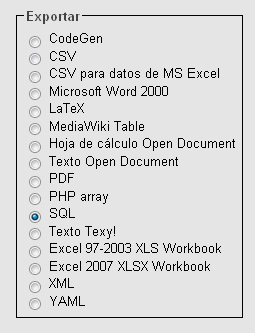 Exportar
CodeGen
CSV
CSV para datos de MS Excel
Microsoft Word 2000
LaTeX
MediaWiki Table
Hoja de cálculo Open Document
Texto Open Document
PDF
PHP array
SQL
Texto Texy!
Excel 97-2003 XLS Workbook
Excel 2007 XLSX Workbook
XML
YAML